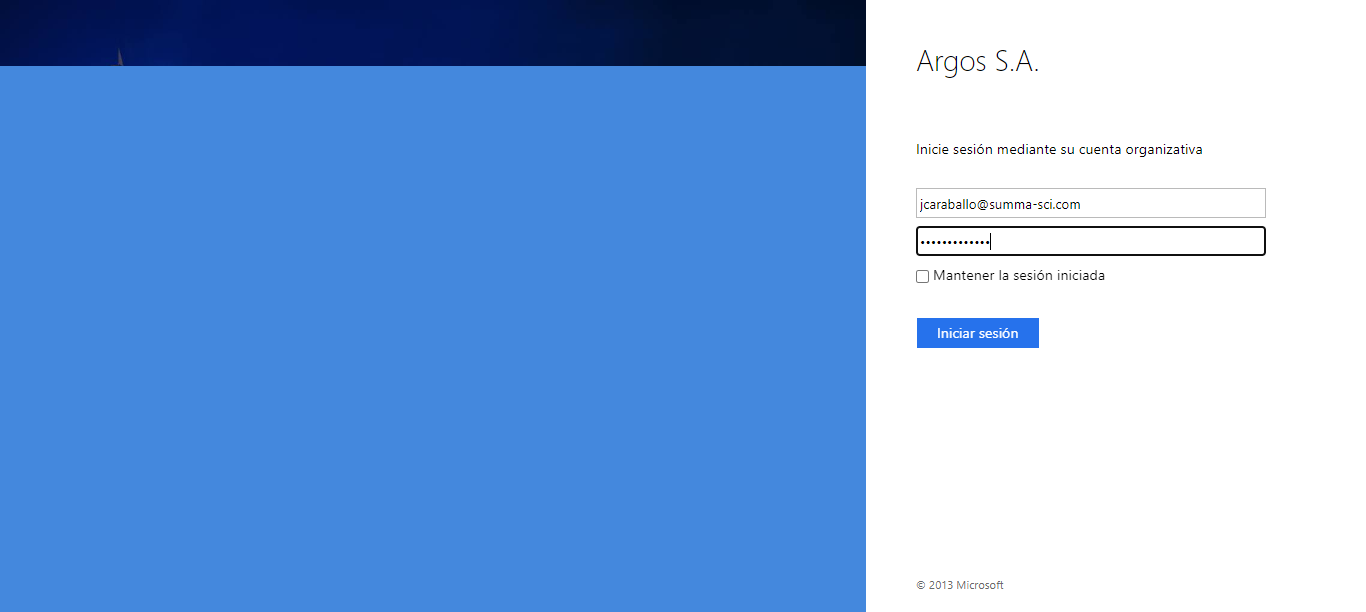 Argos S.A.
Inicie sesión mediante su cuenta organizativa
jcaraballo@summa-sci.com
•••••••••••••
Mantener la sesión iniciada
Iniciar sesión
© 2013 Microsoft